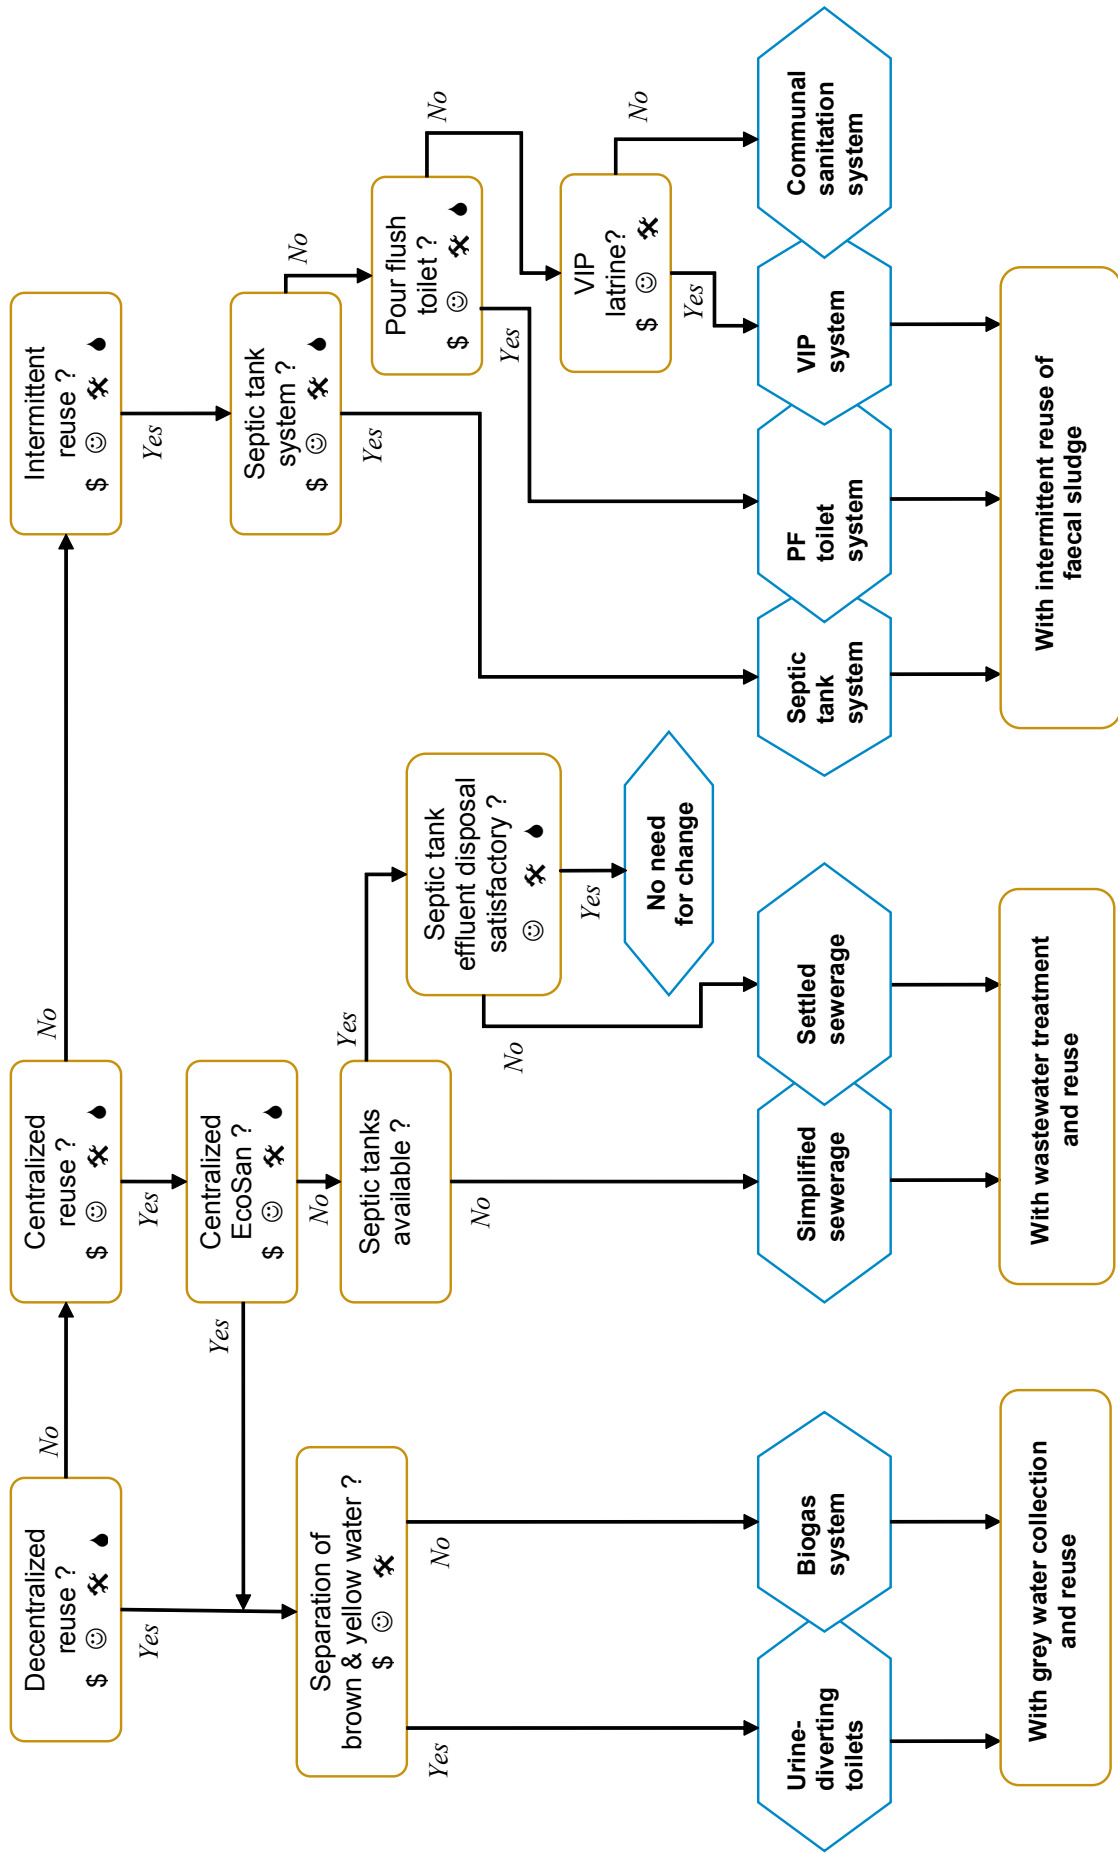 Decentralized
reuse ?
$ ☺ 🛠 💧
No
Yes
Centralized
reuse ?
$ ☺ 🛠 💧
No
Yes
Intermittent
reuse ?
$ ☺ 🛠 💧
Yes
Centralized
EcoSan ?
$ ☺ 🛠 💧
Yes
No
Septic tank
system ?
$ ☺ 🛠 💧
No
Yes
Separation of
brown & yellow water ?
$ ☺ 🛠
Yes
No
Septic tanks
available ?
Yes
No
Septic tank
effluent disposal
satisfactory ?
☺ 🛠 💧
No
Yes
Pour flush
toilet ?
$ ☺ 🛠 💧
No
Yes
VIP
latrine?
$ ☺ 🛠
No
Yes
No need
for change
Urine-
diverting
toilets
Biogas
system
Simplified
sewerage
Settled
sewerage
Septic
tank
system
PF
toilet
system
VIP
system
Communal
sanitation
system
With grey water collection
and reuse
With wastewater treatment
and reuse
With intermittent reuse of
faecal sludge